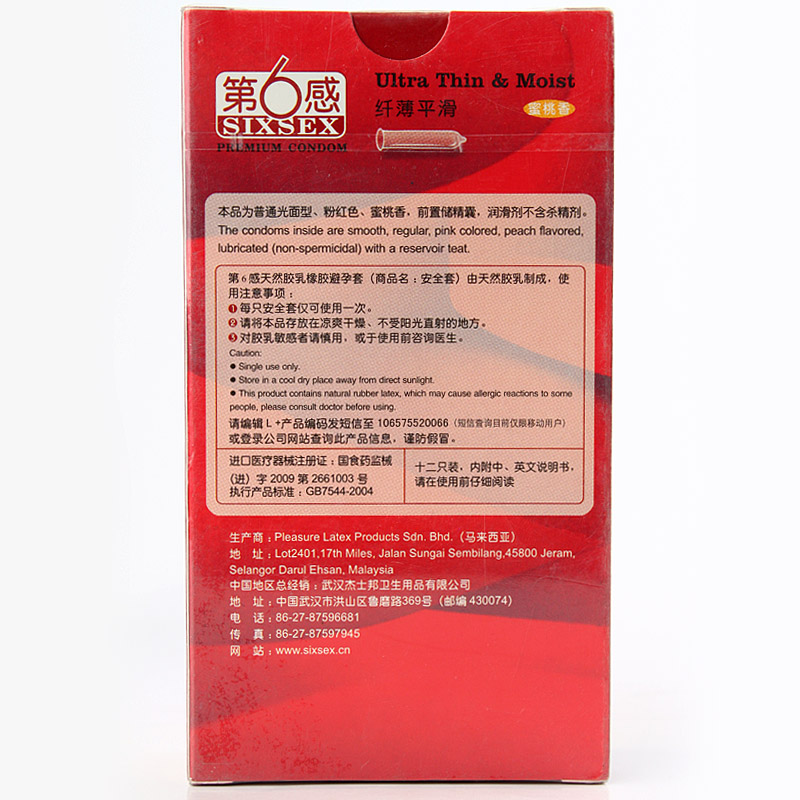 第6感
SIXSEX
PREMIUM CONDOM
Ultra Thin & Moist
纤薄平滑
蜜桃香
本品为普通光面型、粉红色、蜜桃香，前置储精囊，润滑剂不含杀精剂。
The condoms inside are smooth, regular, pink colored, peach flavored,
lubricated (non-spermicidal) with a reservoir teat.
第6感天然胶乳橡胶避孕套（商品名：安全套）由天然胶乳制成，使
用注意事项：
❶每只安全套仅可使用一次。
❷请将本品存放在凉爽干燥、不受阳光直射的地方。
❸对胶乳敏感者请慎用，或于使用前咨询医生。
Caution:
● Single use only.
● Store in a cool dry place away from direct sunlight.
● This product contains natural rubber latex, which may cause allergic reactions to some
people, please consult doctor before using.
请编辑 L +产品编码发短信至 106575520066（短信查询目前仅限移动用户）
或登录公司网站查询此产品信息，谨防假冒。
进口医疗器械注册证：国食药监械
（进）字 2009 第 2661003 号
执行产品标准：GB7544-2004
十二只装，内附中、英文说明书，
请在使用前仔细阅读
生产商：Pleasure Latex Products Sdn. Bhd.（马来西亚）
地 址：Lot2401,17th Miles, Jalan Sungai Sembilang,45800 Jeram,
Selangor Darul Ehsan, Malaysia
中国地区总经销：武汉杰士邦卫生用品有限公司
地 址：中国武汉市洪山区鲁磨路369号（邮编 430074）
电 话：86-27-87596681
传 真：86-27-87597945
网 站：www.sixsex.cn